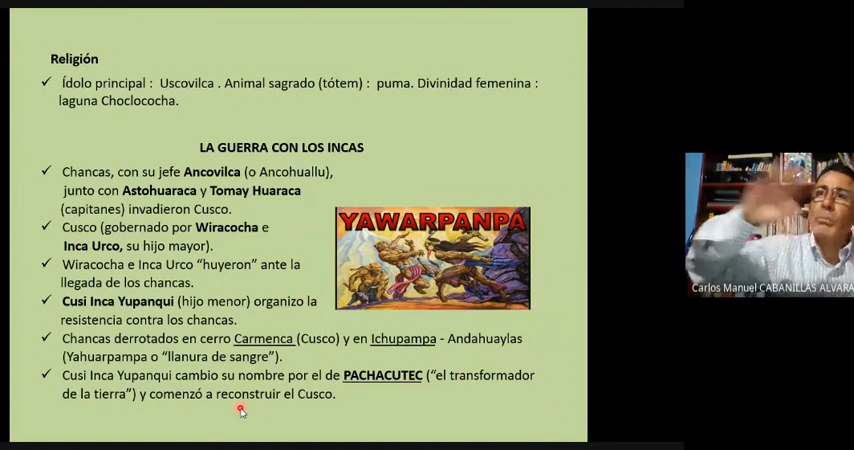 Religión
✓ Ídolo principal : Uscovilca . Animal sagrado (tótem) : puma. Divinidad femenina :
laguna Choclococha.
LA GUERRA CON LOS INCAS
✓ Chancas, con su jefe Ancovilca (o Ancohuallu),
junto con Astohuaraca y Tomay Huaraca
(capitanes) invadieron Cusco.
✓ Cusco (gobernado por Wiracocha e
Inca Urco, su hijo mayor).
✓ Wiracocha e Inca Urco “huyeron” ante la
llegada de los chancas.
✓ Cusi Inca Yupanqui (hijo menor) organizo la
resistencia contra los chancas.
✓ Chancas derrotados en cerro Carmenca (Cusco) y en Ichupampa - Andahuaylas
(Yahuarpampa o “llanura de sangre”).
✓ Cusi Inca Yupanqui cambio su nombre por el de PACHACUTEC (“el transformador
de la tierra”) y comenzó a reconstruir el Cusco.
YAWARPANPA
Carlos Manuel CABANILLAS ALVARA